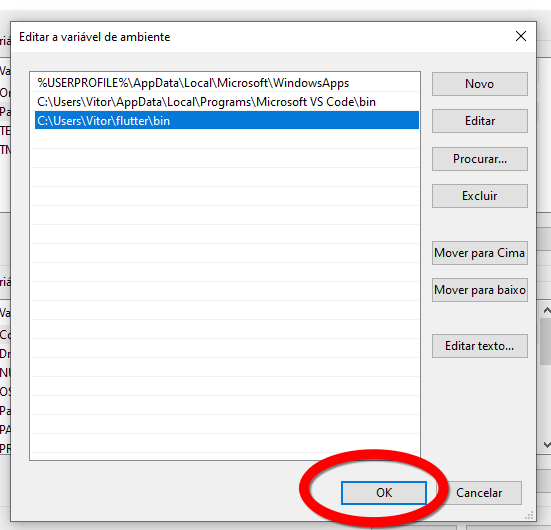 Editar a variável de ambiente
%USERPROFILE%\AppData\Local\Microsoft\WindowsApps
C:\Users\Vitor\AppData\Local\Programs\Microsoft VS Code\bin
C:\Users\Vitor\flutter\bin
Novo
Editar
Procurar...
Excluir
Mover para Cima
Mover para baixo
Editar texto...
OK
Cancelar